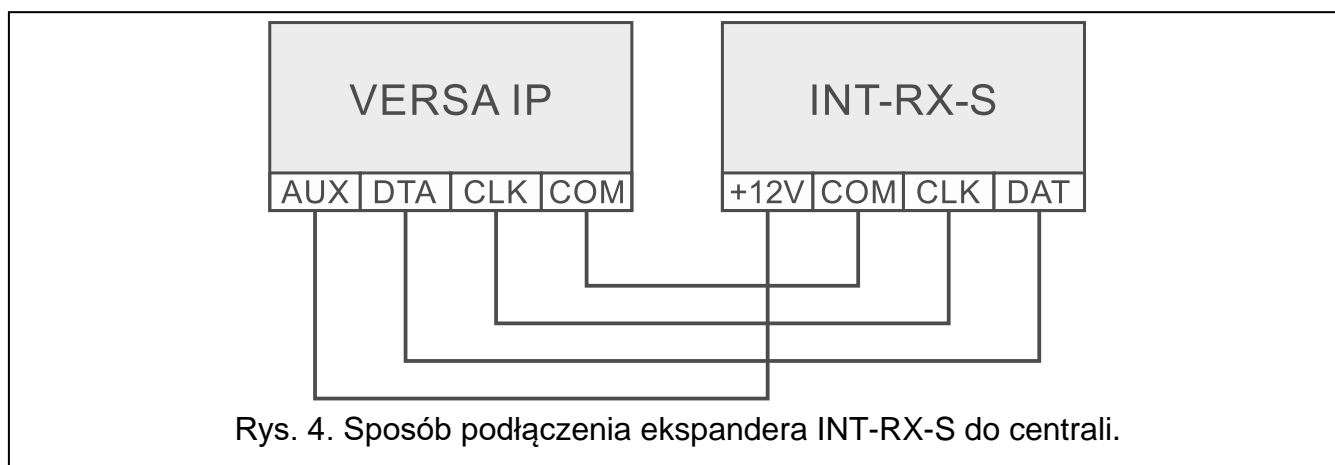 VERSA IP INT-RX-S
AUX DTA CLK COM +12V COM CLK DAT
Rys. 4. Sposób podłączenia ekspandera INT-RX-S do centrali.